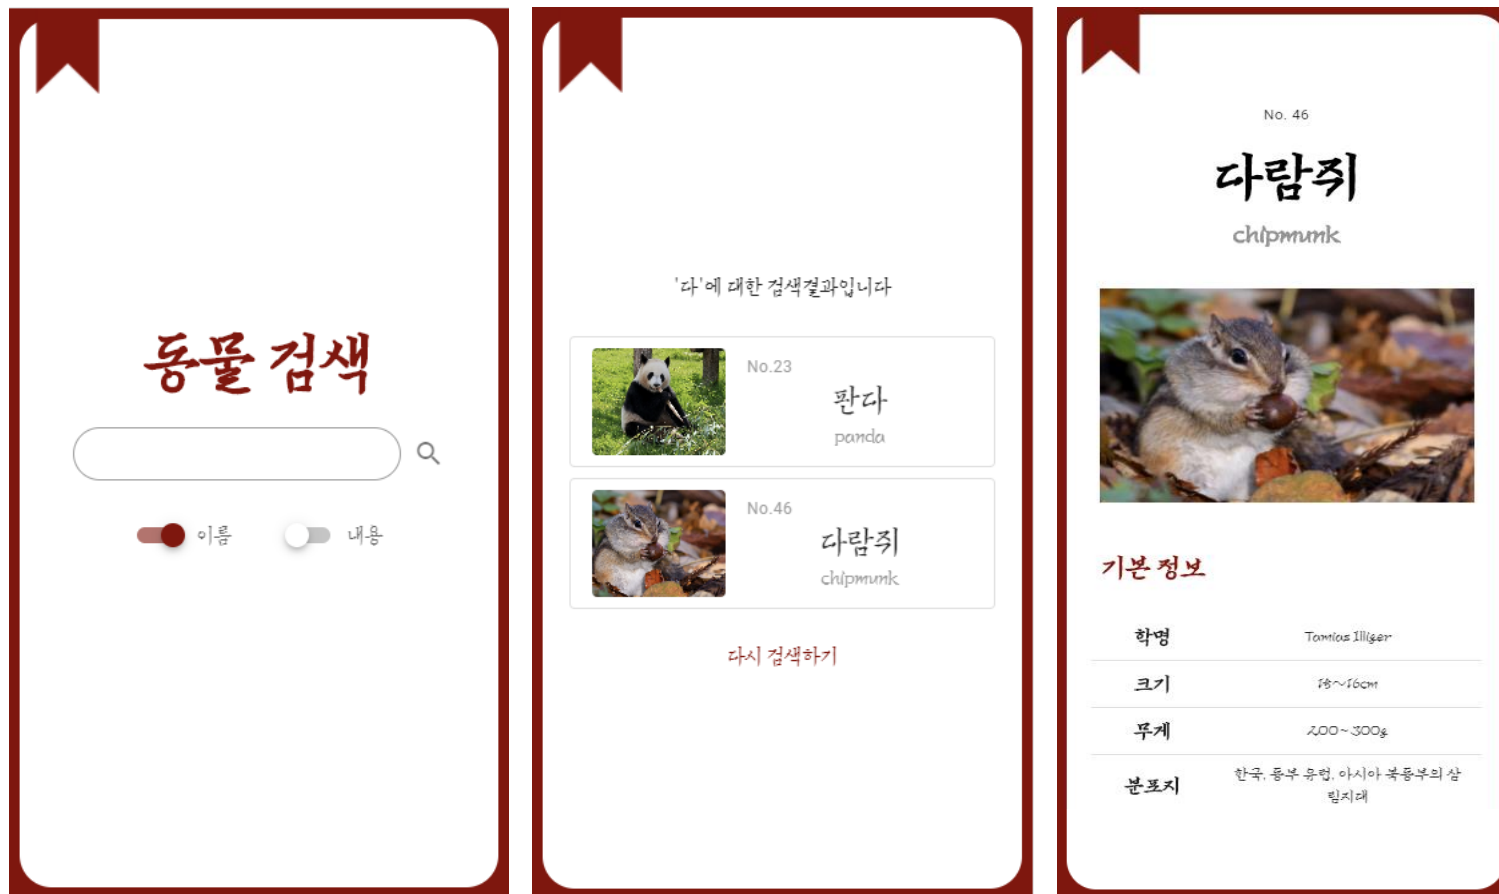 동물 검색
이름
내용
'다'에 대한 검색결과입니다
No.23
판다
panda
No.46
다람쥐
chipmunk
다시 검색하기
No. 46
다람쥐
chipmunk
기본 정보
학명 Tamias Illiger
크기 15~16cm
무게 200~300g
분포지 한국, 동부 유럽, 아시아 북동부의 삼
림지대